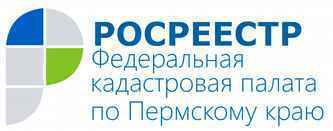 РОСРЕЕСТР
Федеральная
кадастровая палата
по Пермскому краю